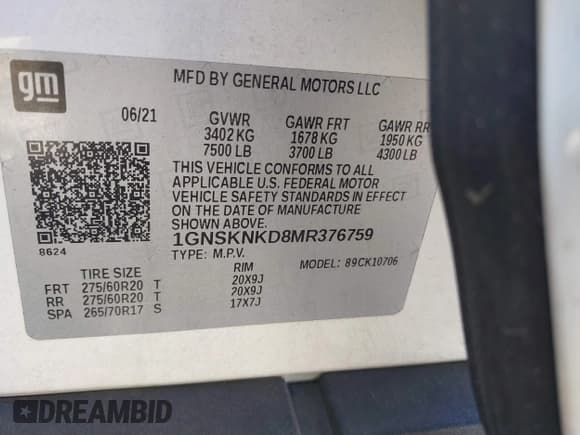 gm
MFD BY GENERAL MOTORS LLC
06/21 GVWR GAWR FRT GAWR RR
3402 KG 1678 KG 1950 KG
7500 LB 3700 LB 4300 LB
THIS VEHICLE CONFORMS TO ALL
APPLICABLE U.S. FEDERAL MOTOR
VEHICLE SAFETY STANDARDS IN EFFECT
ON THE DATE OF MANUFACTURE
SHOWN ABOVE.
1GNSKNKD8MR376759
8624
TYPE: M.P.V. MODEL: 89CK10706
TIRE SIZE RIM
FRT 275/60R20 T 20X9J
RR 275/60R20 T 20X9J
SPA 265/70R17 S 17X7J
DREAMBID